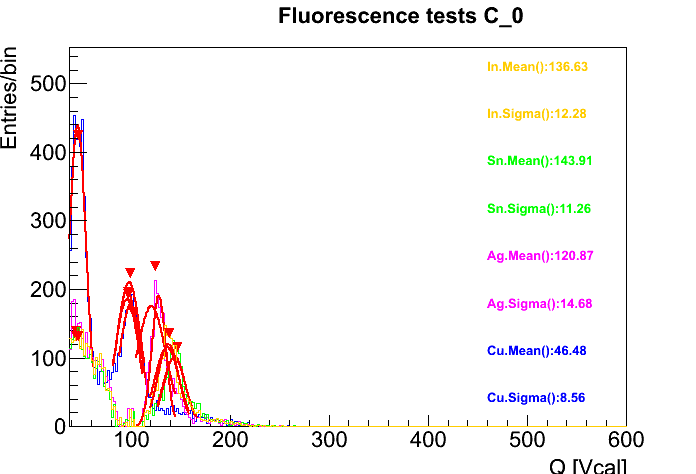 Fluorescence tests C_0
Entries/bin
500
400
300
200
100
0
In.Mean():136.63
In.Sigma():12.28
Sn.Mean():143.91
Sn.Sigma():11.26
Ag.Mean():120.87
Ag.Sigma():14.68
Cu.Mean():46.48
Cu.Sigma():8.56
100 200 300 400 500 600
Q [Vcal]